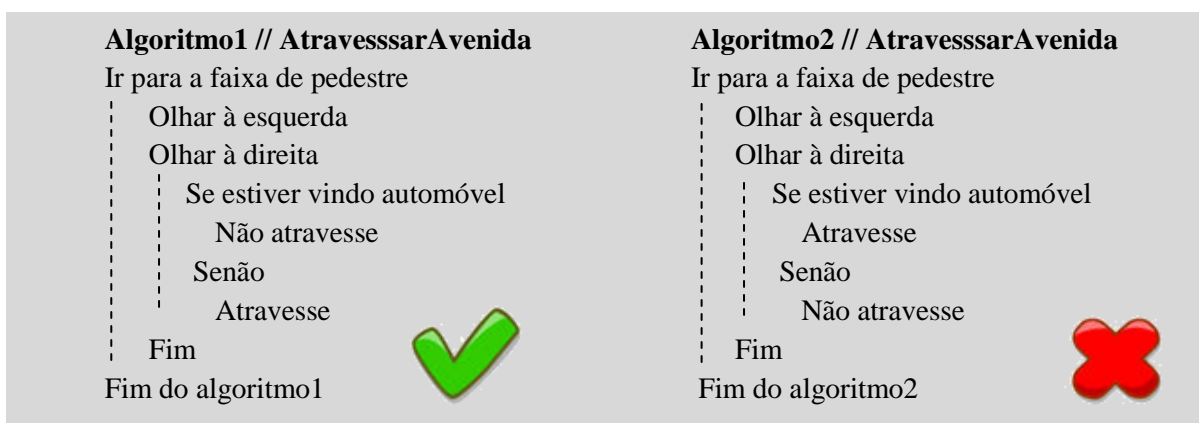 Algoritmo1 // AtravesssarAvenida
Ir para a faixa de pedestre
Olhar à esquerda
Olhar à direita
Se estiver vindo automóvel
Não atravesse
Senão
Atravesse
Fim
Fim do algoritmo1
Algoritmo2 // AtravesssarAvenida
Ir para a faixa de pedestre
Olhar à esquerda
Olhar à direita
Se estiver vindo automóvel
Atravesse
Senão
Não atravesse
Fim
Fim do algoritmo2